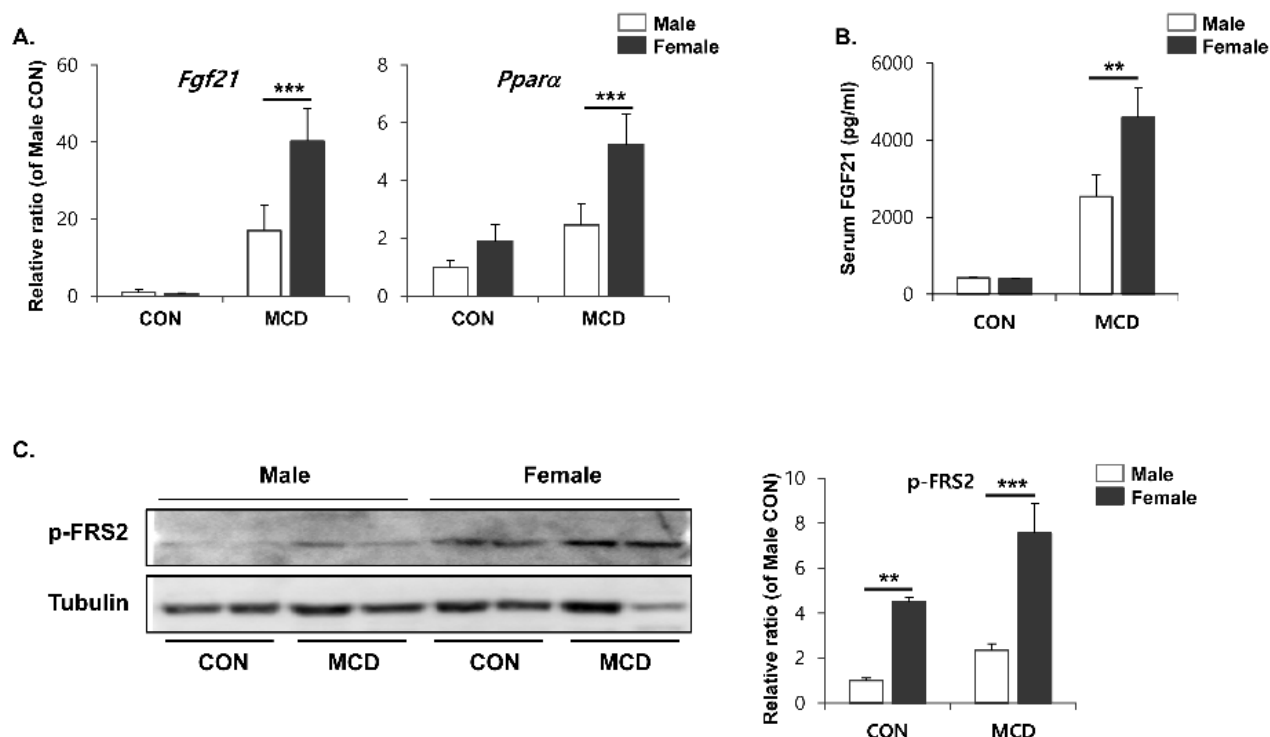 A.
Male
Female
Relative ratio (of Male CON)
60
40
20
0
Fgf21
***
CON
MCD
8
6
4
2
0
Pparα
***
CON
MCD
B.
Male
Female
Serum FGF21 (pg/ml)
6000
4000
2000
0
**
CON
MCD
C.
Male
Female
p-FRS2
Tubulin
CON
MCD
CON
MCD
Relative ratio (of Male CON)
10
8
6
4
2
0
p-FRS2
**
***
Male
Female
CON
MCD